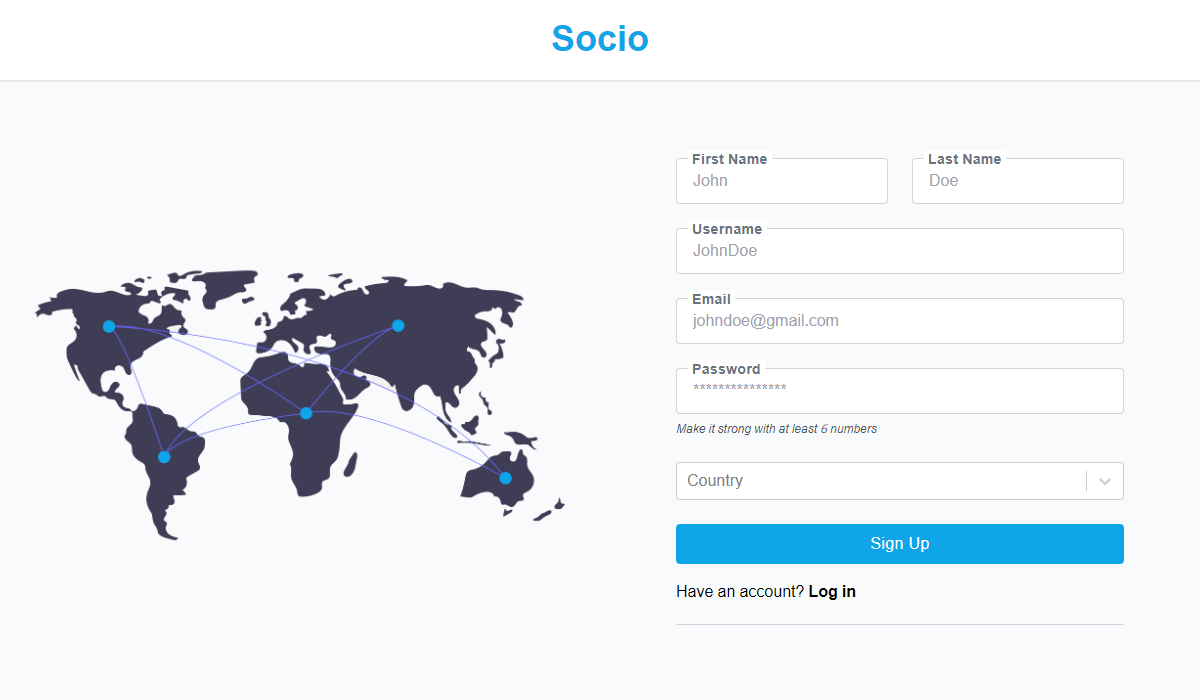 Socio
First Name
Last Name
John
Doe
Username
JohnDoe
Email
johndoe@gmail.com
Password
***************
Make it strong with at least 6 numbers
Country
Sign Up
Have an account? Log in